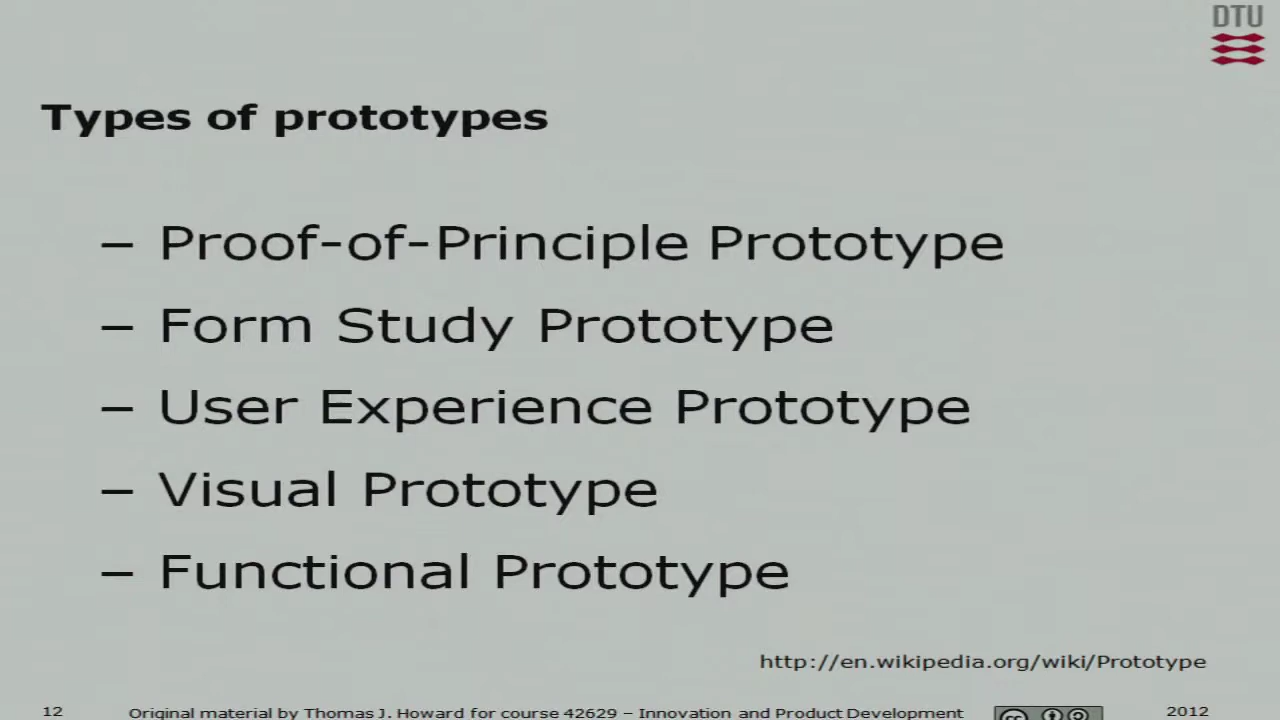 DTU
Types of prototypes
– Proof-of-Principle Prototype
– Form Study Prototype
– User Experience Prototype
– Visual Prototype
– Functional Prototype
http://en.wikipedia.org/wiki/Prototype
12 Original material by Thomas J. Howard for course 42629 – Innovation and Product Development cc 2012